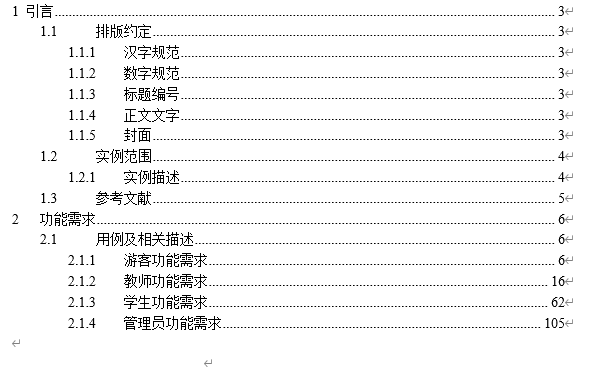 1 引言 3
1.1 排版约定 3
1.1.1 汉字规范 3
1.1.2 数字规范 3
1.1.3 标题编号 3
1.1.4 正文文字 3
1.1.5 封面 3
1.2 实例范围 4
1.2.1 实例描述 4
1.3 参考文献 5
2 功能需求 6
2.1 用例及相关描述 6
2.1.1 游客功能需求 6
2.1.2 教师功能需求 16
2.1.3 学生功能需求 62
2.1.4 管理员功能需求 105